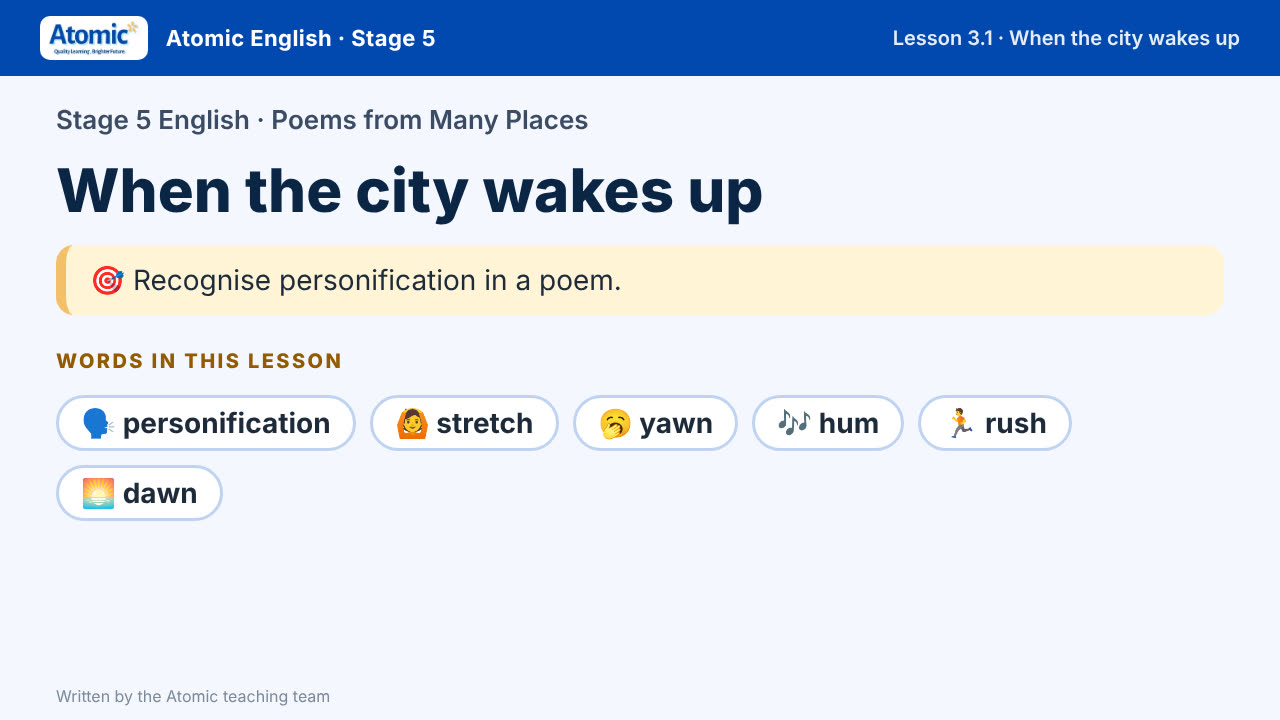 Atomic
Quality Learning. Brighter Future.
Atomic English · Stage 5
Lesson 3.1 · When the city wakes up
Stage 5 English · Poems from Many Places
When the city wakes up
Recognise personification in a poem.
WORDS IN THIS LESSON
personification
stretch
yawn
hum
rush
dawn
Written by the Atomic teaching team